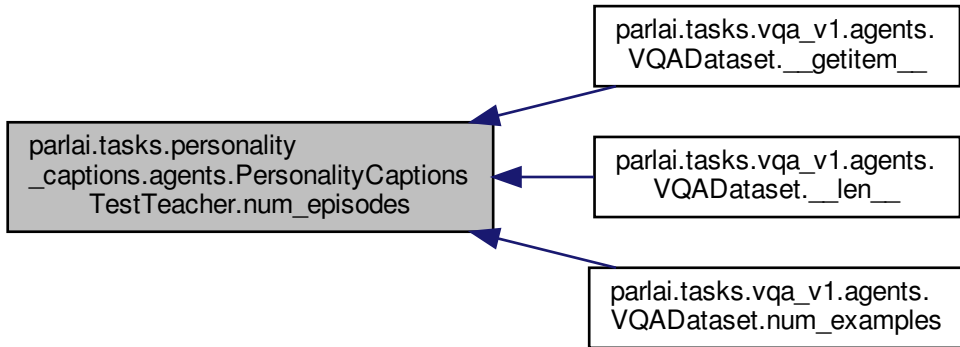 parlai.tasks.personality
_captions.agents.PersonalityCaptions
TestTeacher.num_episodes
parlai.tasks.vqa_v1.agents.
VQADataset.__getitem__
parlai.tasks.vqa_v1.agents.
VQADataset.__len__
parlai.tasks.vqa_v1.agents.
VQADataset.num_examples